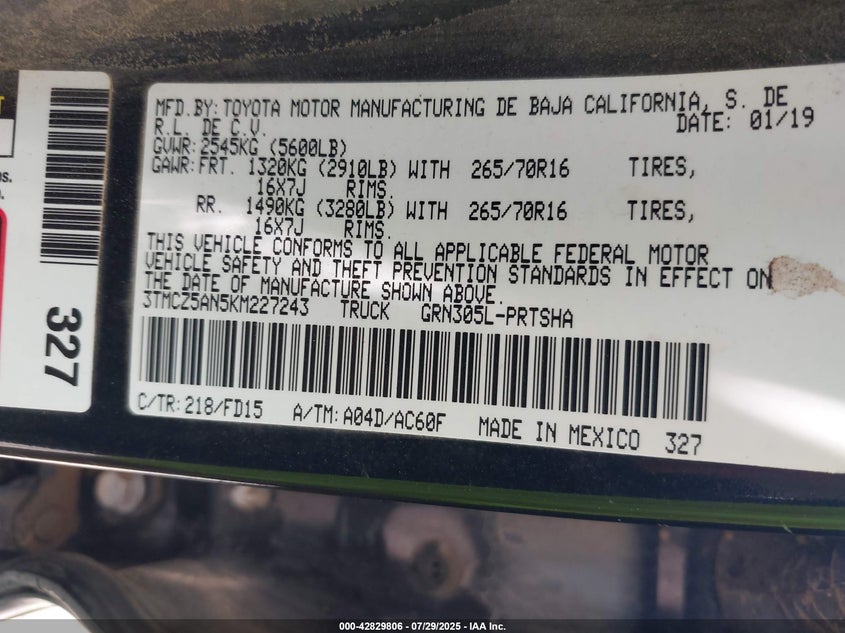 MFD.BY:TOYOTA MOTOR MANUFACTURING DE BAJA CALIFORNIA, S. DE
R.L. DE C.V. DATE: 01/19
GVWR:2545KG (5600LB)
GAWR:FRT. 1320KG (2910LB) WITH 265/70R16 TIRES,
16X7J RIMS.
RR. 1490KG (3280LB) WITH 265/70R16 TIRES,
16X7J RIMS.
THIS VEHICLE CONFORMS TO ALL APPLICABLE FEDERAL MOTOR
VEHICLE SAFETY AND THEFT PREVENTION STANDARDS IN EFFECT ON
THE DATE OF MANUFACTURE SHOWN ABOVE.
3TMCZ5AN5KM227243 TRUCK GRN305L-PRTSHA
C/TR:218/FD15 A/TM:A04D/AC60F MADE IN MEXICO 327
327
000-42829806 / 07/29/2025 - IAA Inc.